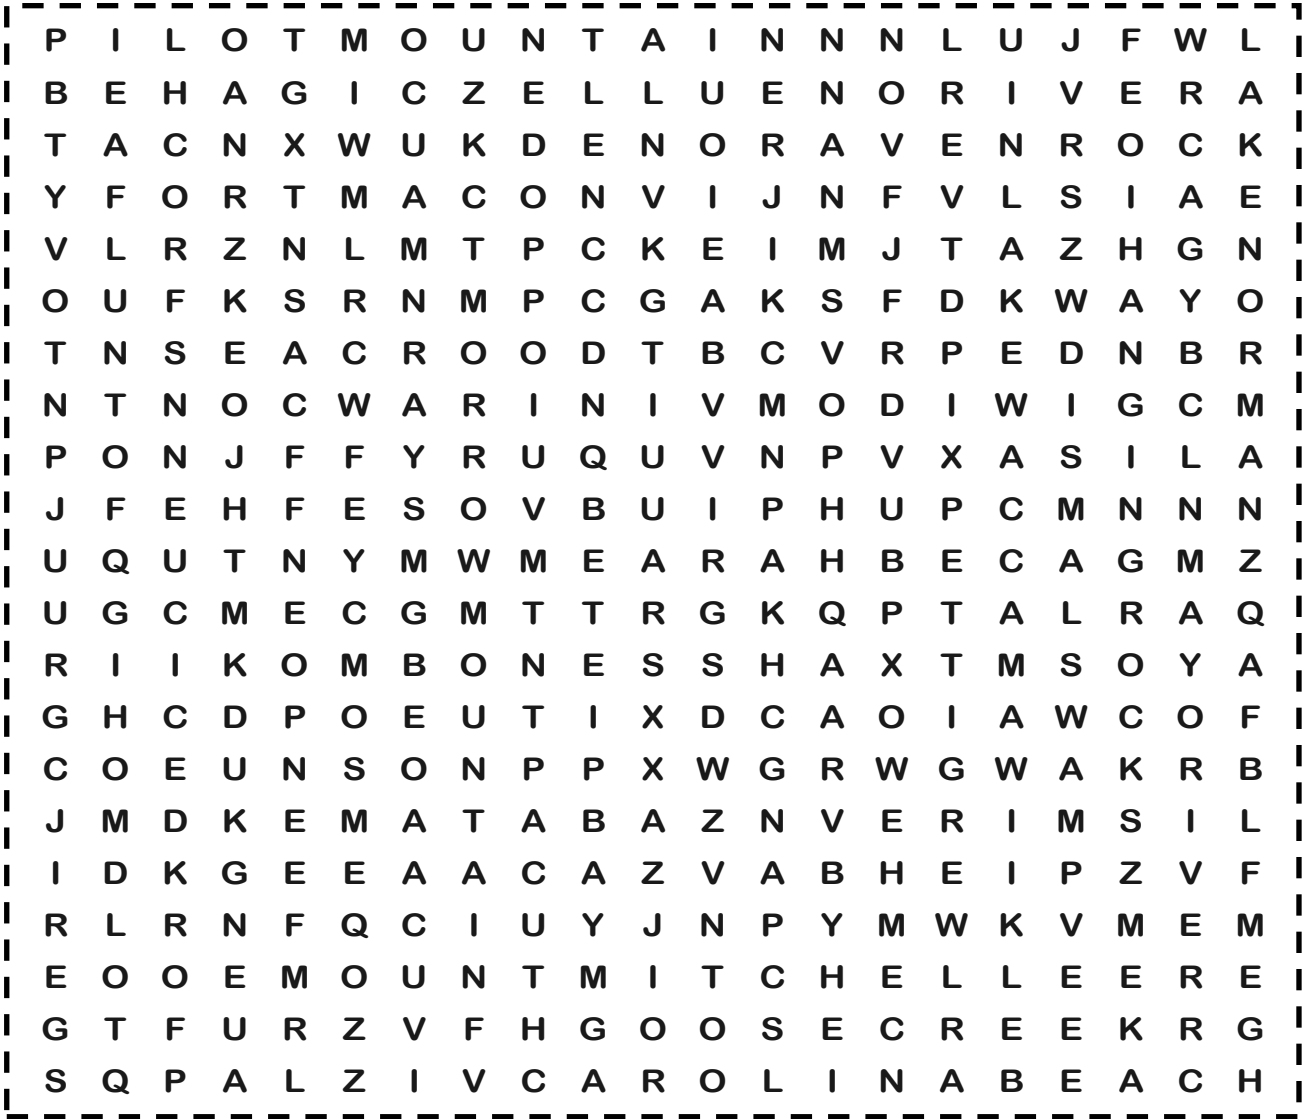 P I L O T M O U N T A I N N N L U J F W L
B E H A G I C Z E L L U E N O R I V E R A
T A C N X W U K D E N O R A V E N R O C K
Y F O R T M A C O N V I J N F V L S I A E
V L R Z N L M T P C K E I M J T A Z H G N
O U F K S R N M P C G A K S F D K W A Y O
T N S E A C R O O D T B C V R P E D N B R
N T N O C W A R I N I V M O D I W I G C M
P O N J F F Y R U Q U V N P V X A S I L A
J F E H F E S O V B U I P H U P C M N N N
U Q U T N Y M W M E A R A H B E C A G M Z
U G C M E C G M T T R G K Q P T A L R A Q
R I I K O M B O N E S S H A X T M S O Y A
G H C D P O E U T I X D C A O I A W C O F
C O E U N S O N P P X W G R W G W A K R B
J M D K E M A T A B A Z N V E R I M S I L
I D K G E E A A C A Z V A B H E I P Z V F
R L R N F Q C I U Y J N P Y M W K V M E M
E O O E M O U N T M I T C H E L L E E R E
G T F U R Z V F H G O O S E C R E E K R G
S Q P A L Z I V C A R O L I N A B E A C H